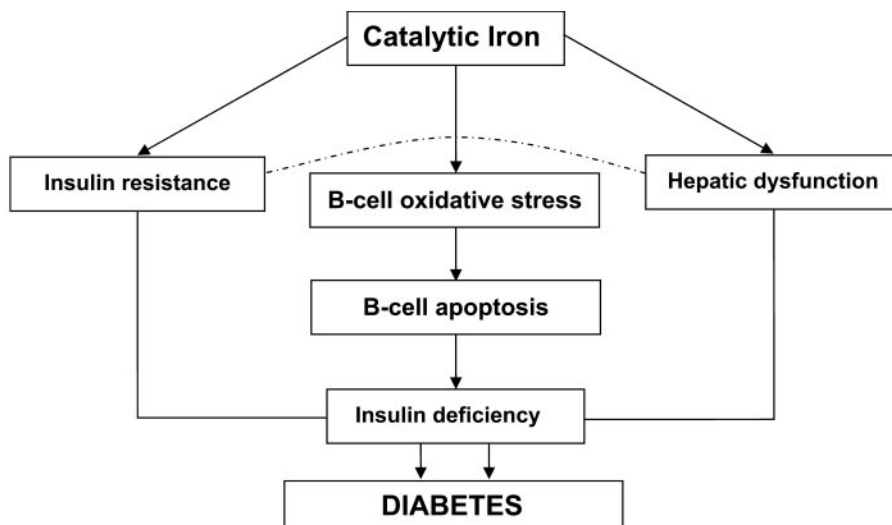 Catalytic Iron
Insulin resistance
B-cell oxidative stress
Hepatic dysfunction
B-cell apoptosis
Insulin deficiency
DIABETES